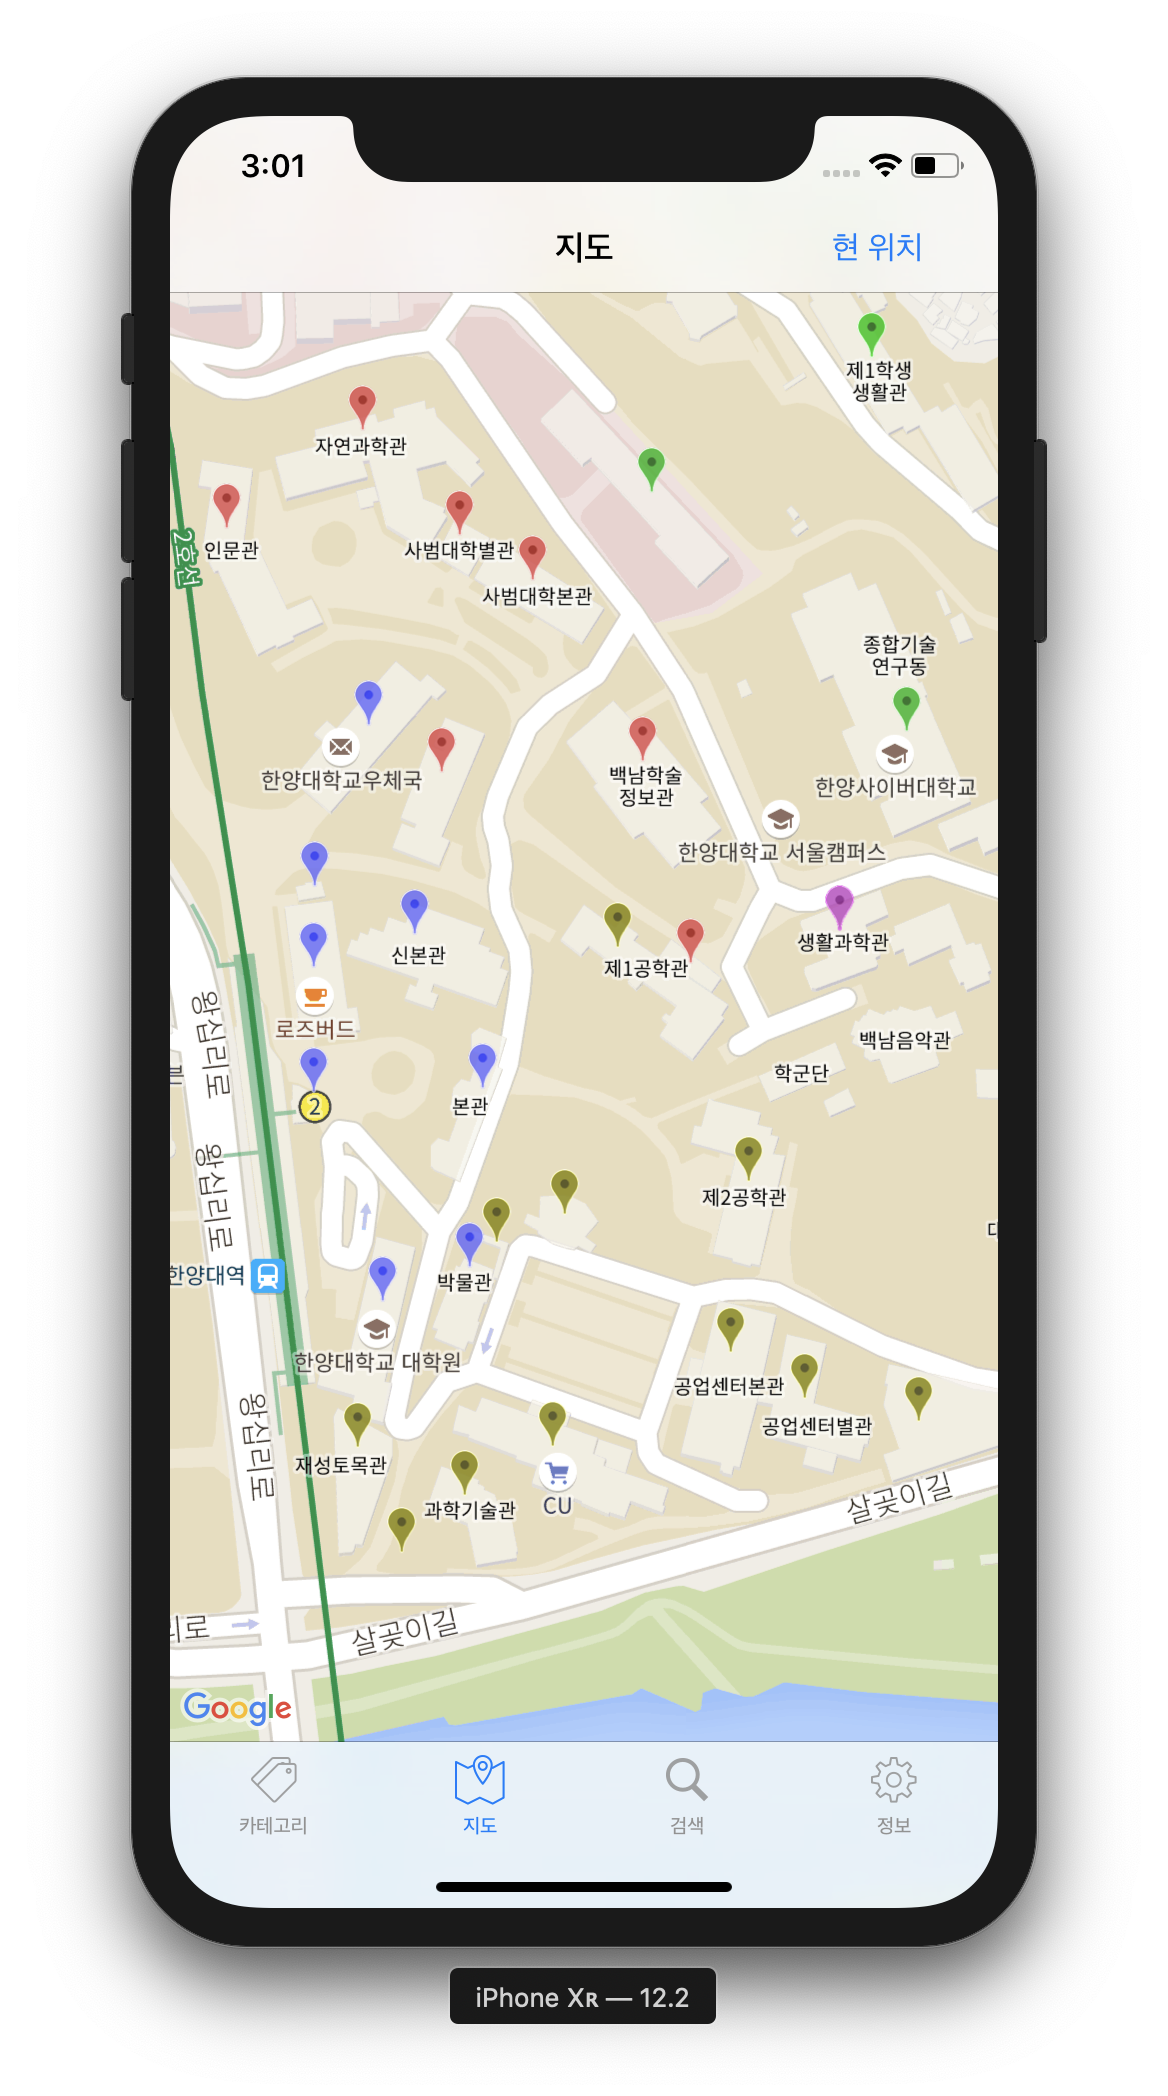 3:01
지도
현 위치
제1학생
생활관
자연과학관
인문관
2호선
사범대학별관
사범대학본관
종합기술
연구동
한양대학교우체국
백남학술
정보관
한양사이버대학교
한양대학교 서울캠퍼스
신본관
제1공학관
생활과학관
왕십리로
로즈버드
백남음악관
학군단
본관
2
왕십리로
제2공학관
한양대역
박물관
한양대학교 대학원
공업센터본관
공업센터별관
왕십리로
재성토목관
과학기술관
CU
살곶이길
리로
살곶이길
Google
카테고리
지도
검색
정보
iPhone XR — 12.2